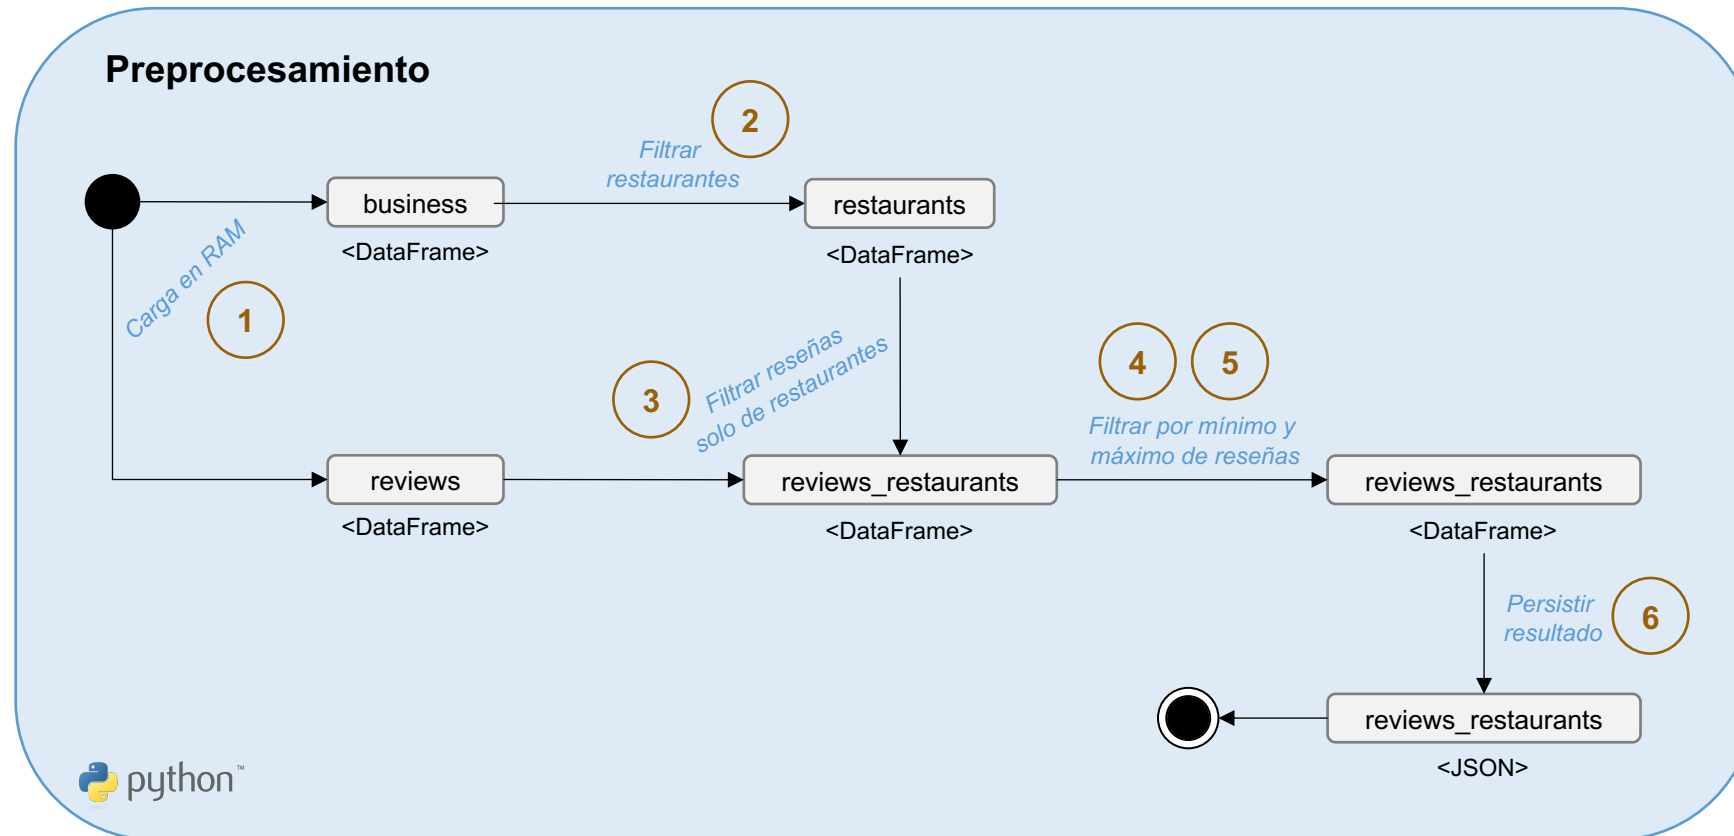 Preprocesamiento
2
Filtrar
restaurantes
business
restaurants
<DataFrame>
<DataFrame>
Carga en RAM
1
3
Filtrar reseñas
solo de restaurantes
4
5
Filtrar por mínimo y
máximo de reseñas
reviews
reviews_restaurants
reviews_restaurants
<DataFrame>
<DataFrame>
<DataFrame>
Persistir
resultado
6
reviews_restaurants
<JSON>
python™